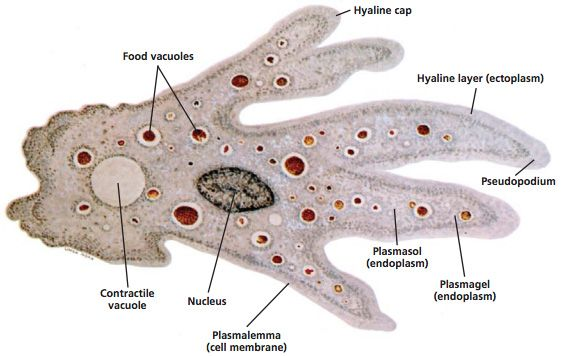 Hyaline cap
Food vacuoles
Hyaline layer (ectoplasm)
Pseudopodium
Plasmasol
(endoplasm)
Plasmagel
(endoplasm)
Contractile
vacuole
Nucleus
Plasmalemma
(cell membrane)